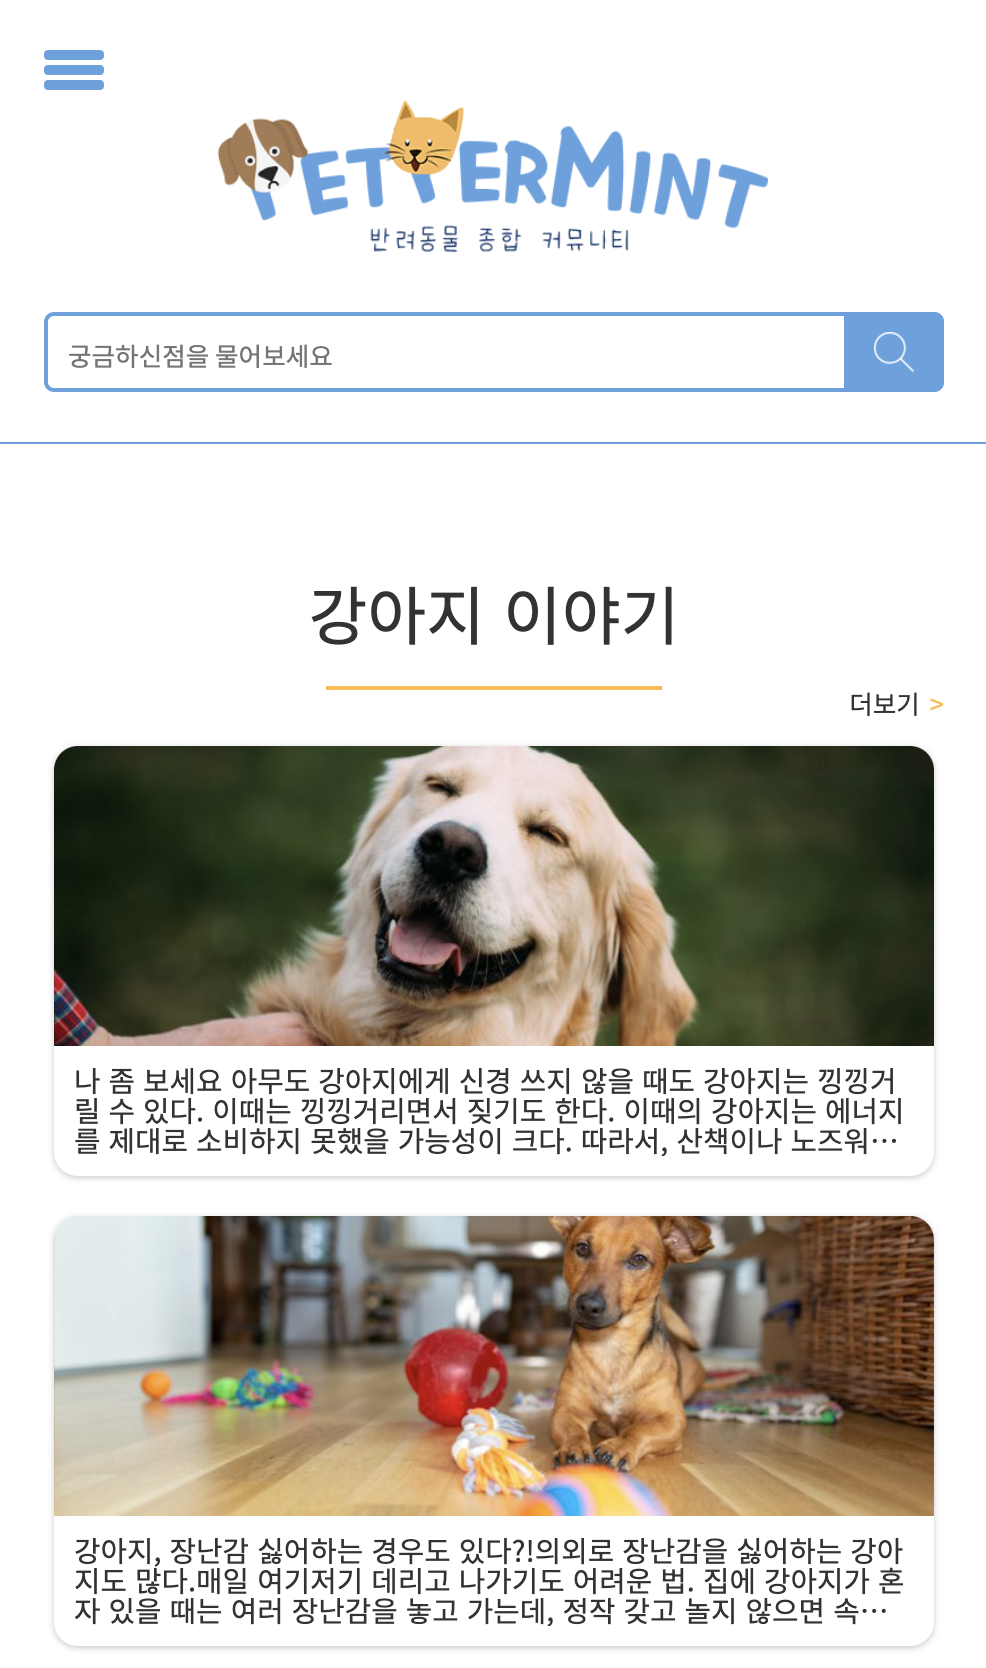 PETTERMINT
반려동물 종합 커뮤니티
궁금하신점을 물어보세요
강아지 이야기
더보기 >
나 좀 보세요 아무도 강아지에게 신경 쓰지 않을 때도 강아지는 낑낑거
릴 수 있다. 이때는 낑낑거리면서 짖기도 한다. 이때의 강아지는 에너지
를 제대로 소비하지 못했을 가능성이 크다. 따라서, 산책이나 노즈워…
강아지, 장난감 싫어하는 경우도 있다?!의외로 장난감을 싫어하는 강아
지도 많다.매일 여기저기 데리고 나가기도 어려운 법. 집에 강아지가 혼
자 있을 때는 여러 장난감을 놓고 가는데, 정작 갖고 놀지 않으면 속…